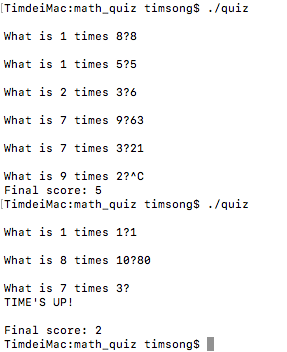 [TimdeiMac:math_quiz timsong$ ./quiz
What is 1 times 8?8
What is 1 times 5?5
What is 2 times 3?6
What is 7 times 9?63
What is 7 times 3?21
What is 9 times 2?^C
Final score: 5
[TimdeiMac:math_quiz timsong$ ./quiz
What is 1 times 1?1
What is 8 times 10?80
What is 7 times 3?
TIME'S UP!
Final score: 2
TimdeiMac:math_quiz timsong$